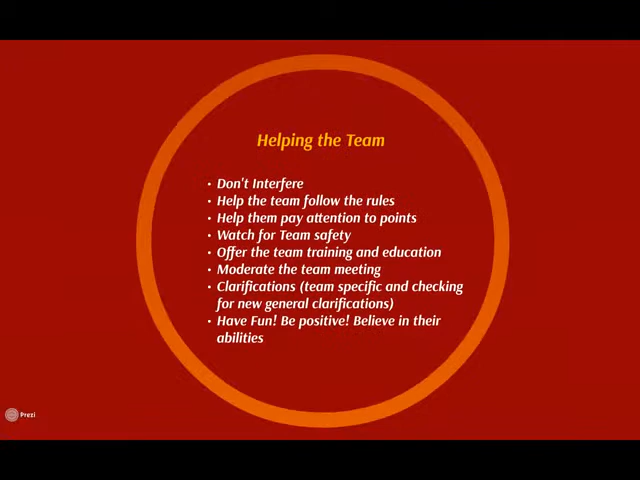 Helping the Team
• Don't Interfere
• Help the team follow the rules
• Help them pay attention to points
• Watch for Team safety
• Offer the team training and education
• Moderate the team meeting
• Clarifications (team specific and checking
for new general clarifications)
• Have Fun! Be positive! Believe in their
abilities
Prezi